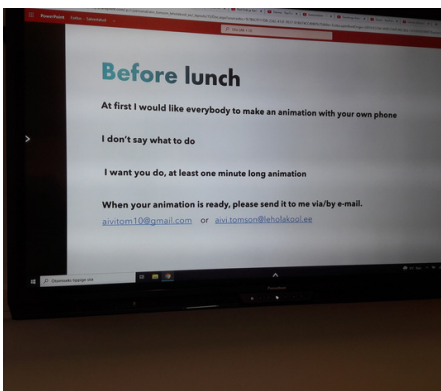 PowerPoint
Before lunch
At first I would like everybody to make an animation with your own phone
I don't say what to do
I want you do, at least one minute long animation
When your animation is ready, please send it to me via/by e-mail.
aivitom10@gmail.com or aivi.tomson@leholakool.ee